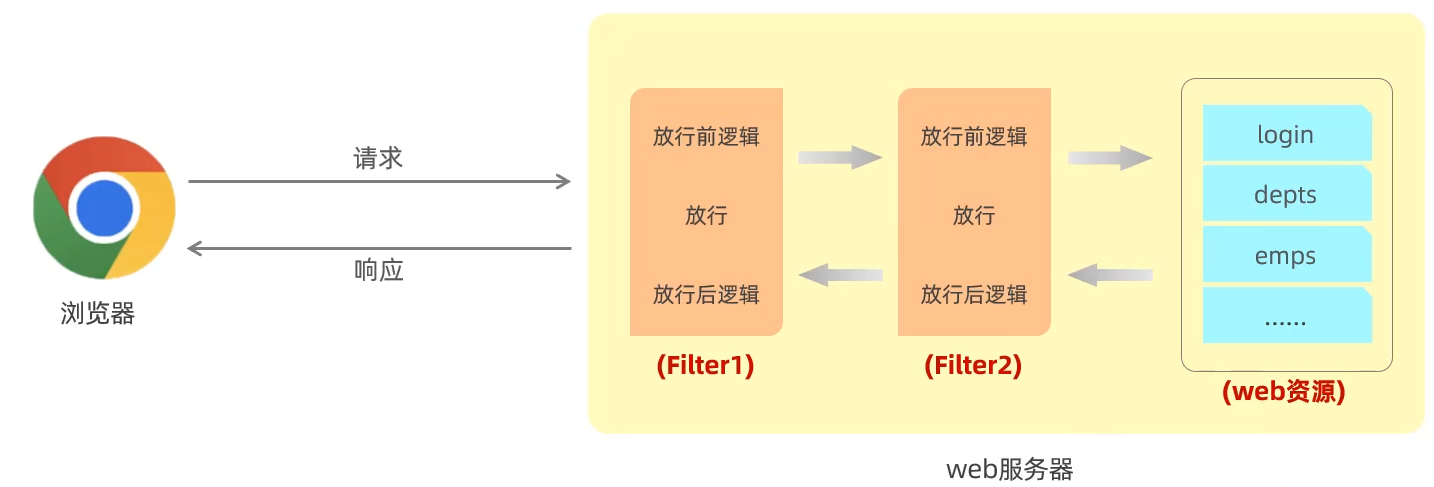 请求
响应
浏览器
放行前逻辑
放行
放行后逻辑
(Filter1)
放行前逻辑
放行
放行后逻辑
(Filter2)
login
depts
emps
......
(web资源)
web服务器